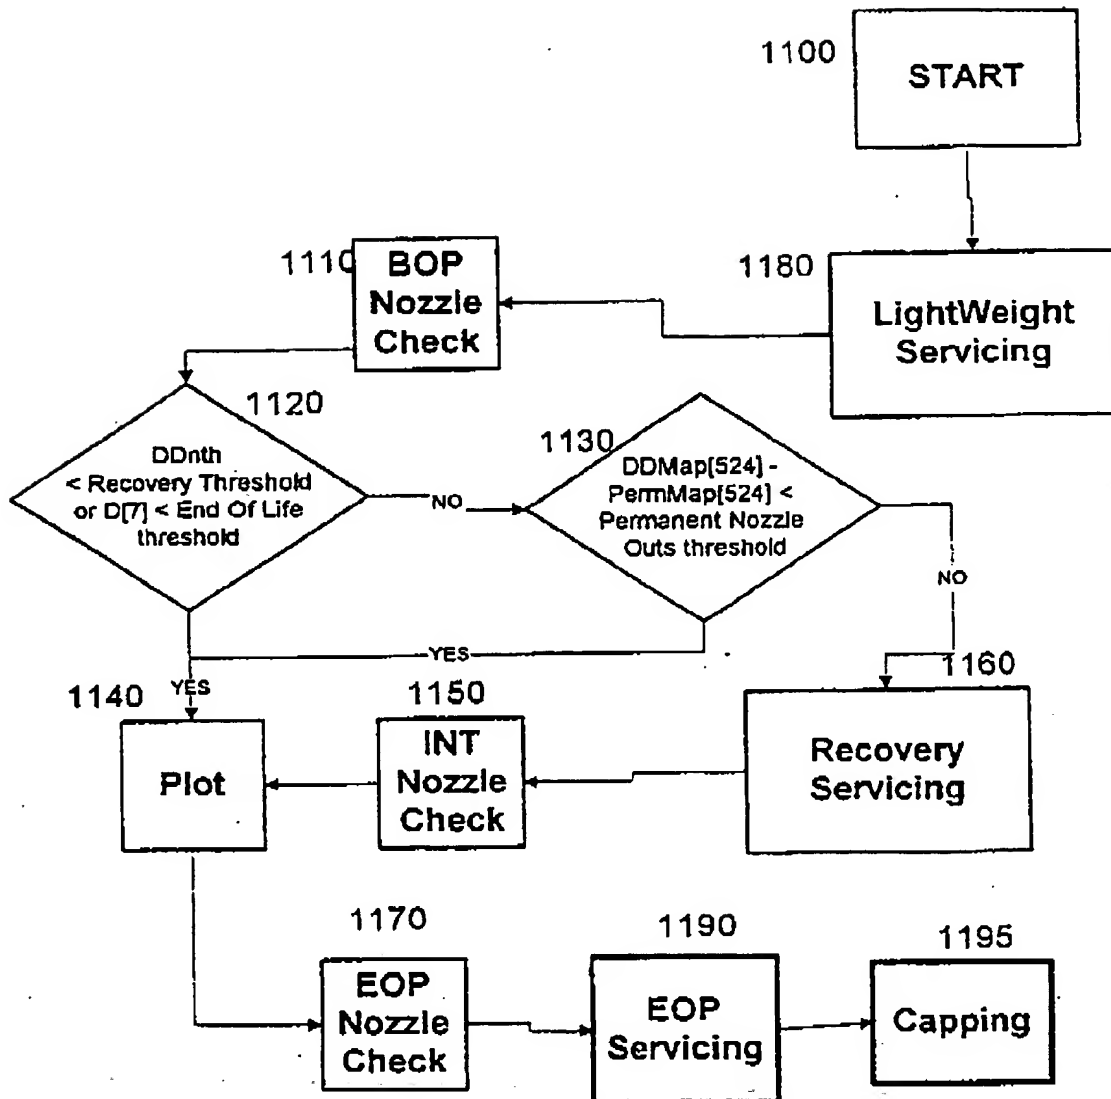 1100
START
1110
BOP
Nozzle
Check
1180
LightWeight
Servicing
1120
DDnth
< Recovery Threshold
or D[7] < End Of Life
threshold
NO
1130
DDMap[524] -
PermMap[524] <
Permanent Nozzle
Outs threshold
NO
YES
YES
1140
Plot
1150
INT
Nozzle
Check
1160
Recovery
Servicing
1170
EOP
Nozzle
Check
1190
EOP
Servicing
1195
Capping